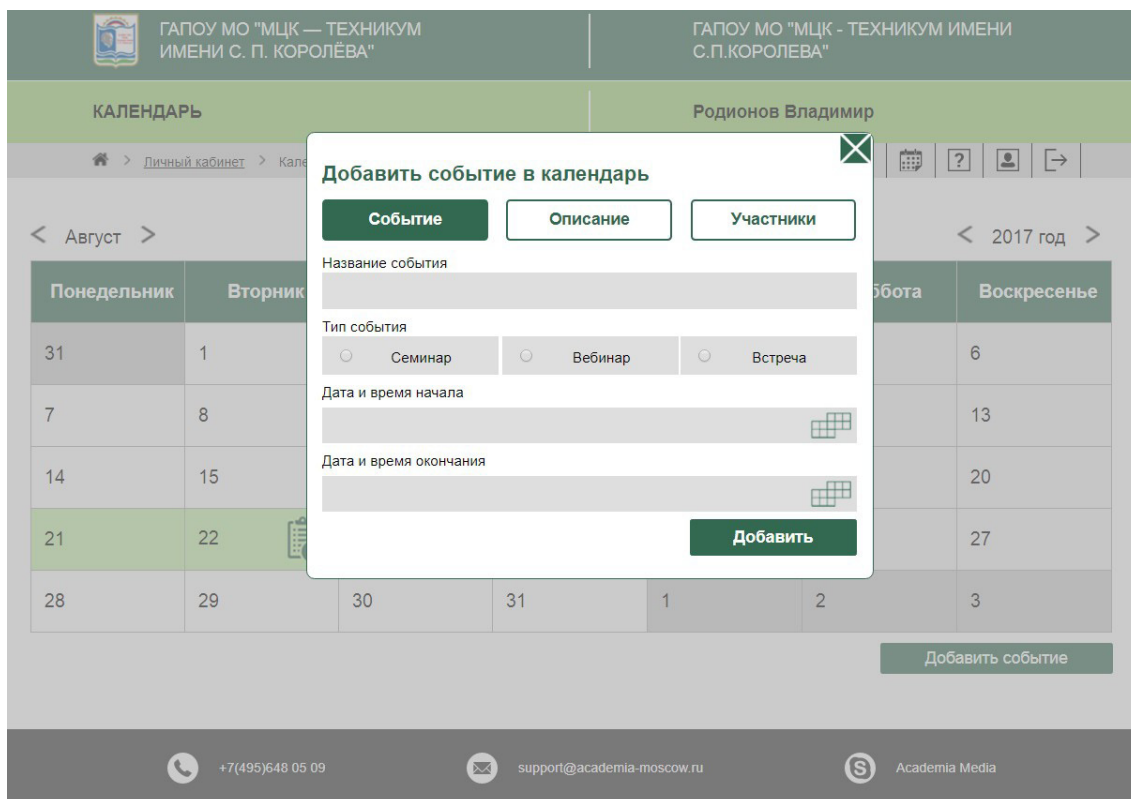 ГАПОУ МО "МЦК — ТЕХНИКУМ
ИМЕНИ С. П. КОРОЛЁВА"
ГАПОУ МО "МЦК - ТЕХНИКУМ ИМЕНИ
С.П.КОРОЛЕВА"
КАЛЕНДАРЬ
Родионов Владимир
> Личный кабинет > Кале
?
Добавить событие в календарь
Событие Описание Участники
< Август >
< 2017 год >
Название события
Понедельник Вторник ббота Воскресенье
Тип события
Семинар Вебинар Встреча
31 1 6
Дата и время начала
7 8 13
Дата и время окончания
14 15 20
Добавить
21 22 27
28 29 30 31 1 2 3
Добавить событие
+7(495)648 05 09
support@academia-moscow.ru
S Academia Media